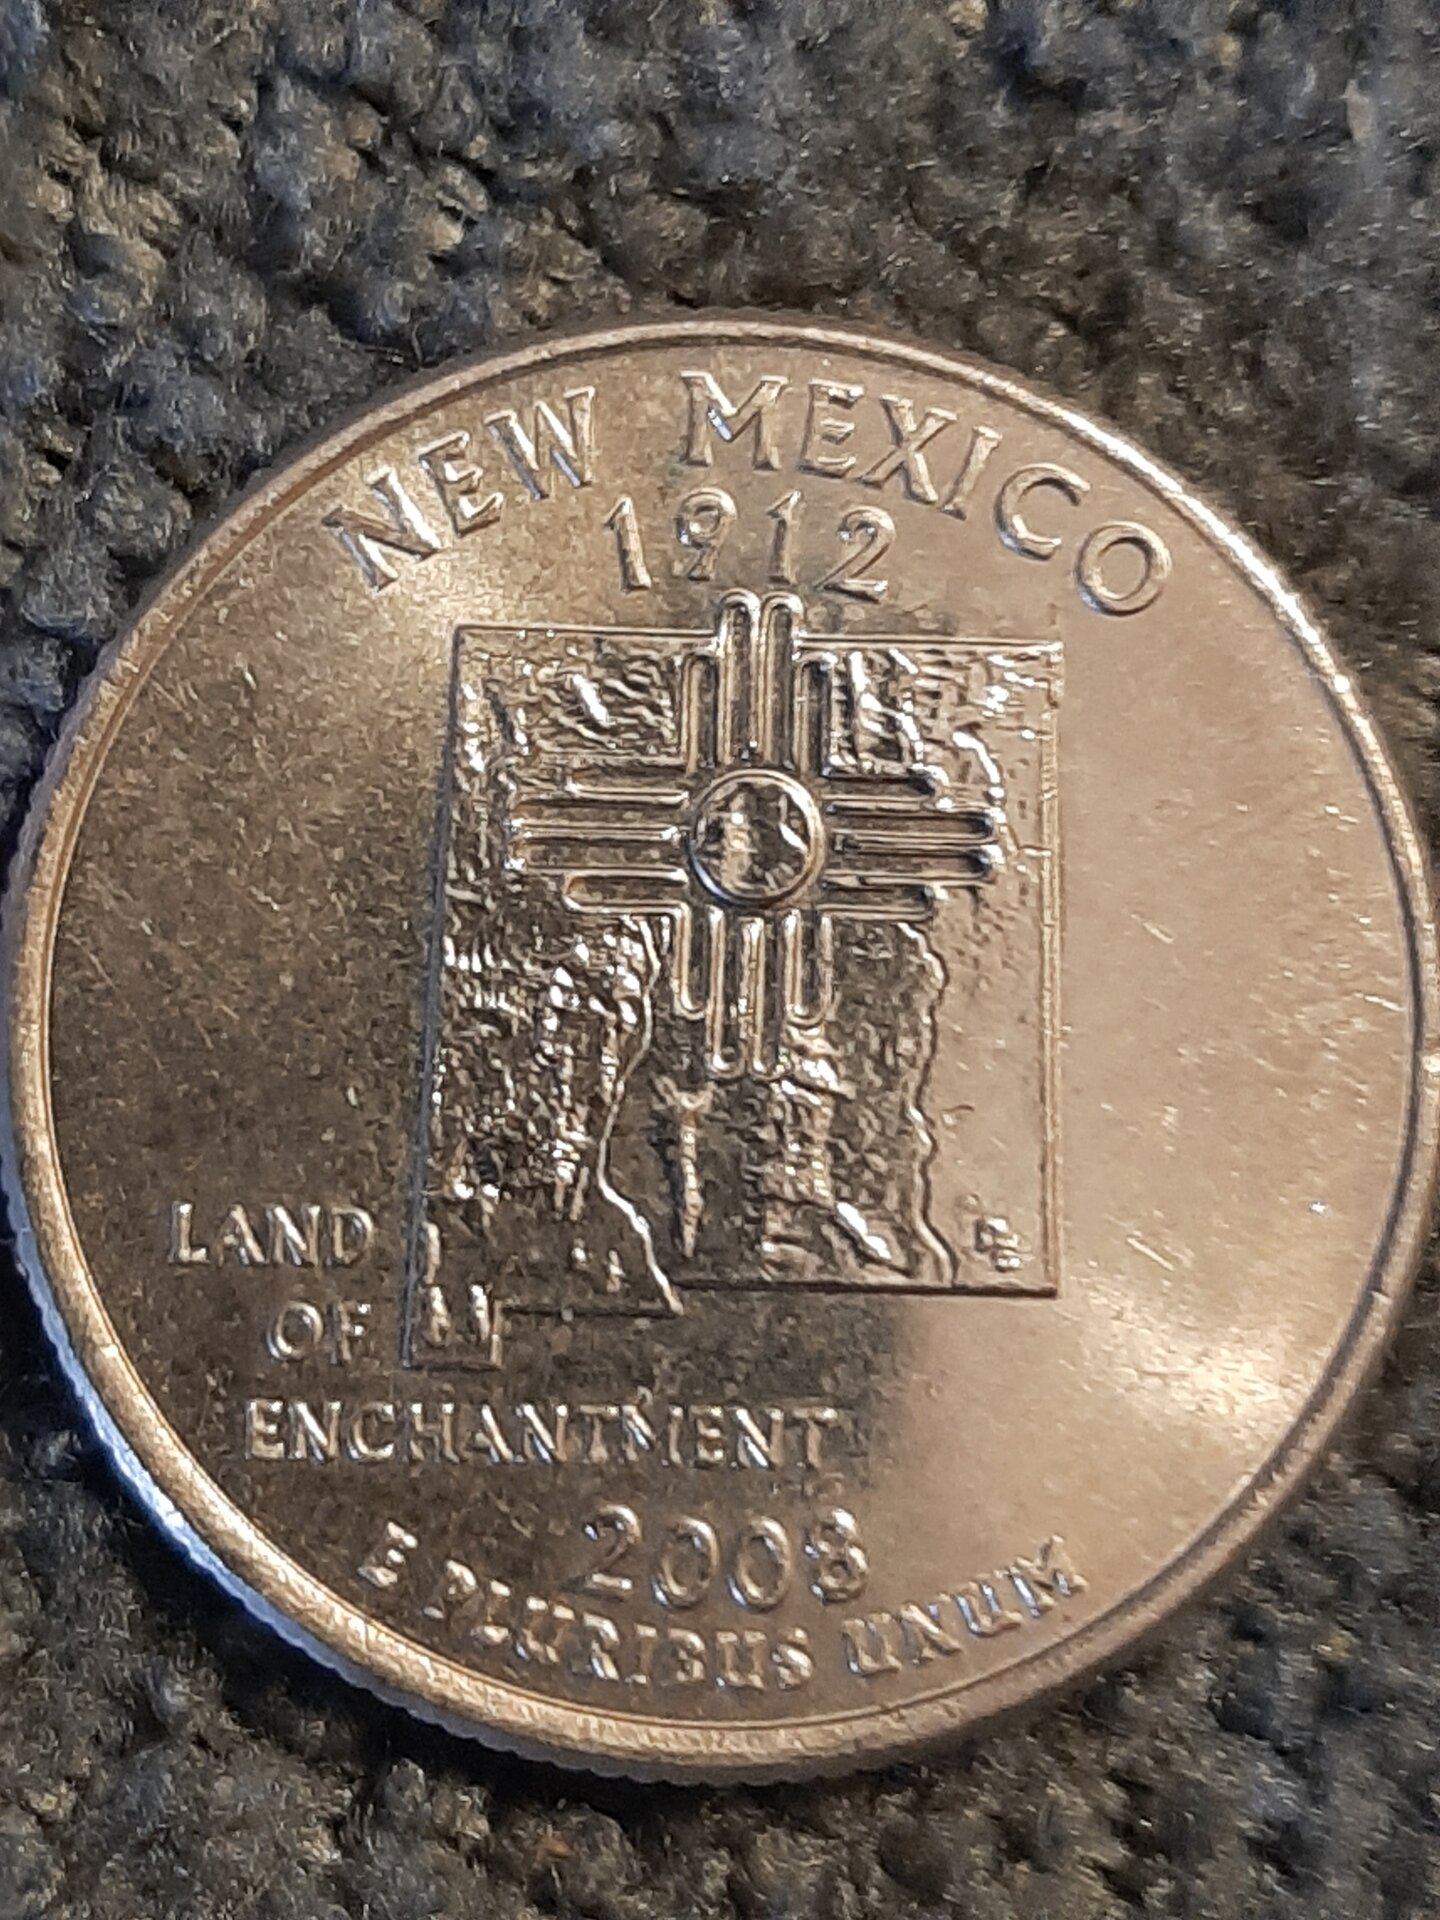 NEW MEXICO
1912
LAND
OF
ENCHANTMENT
2008
E PLURIBUS UNUM